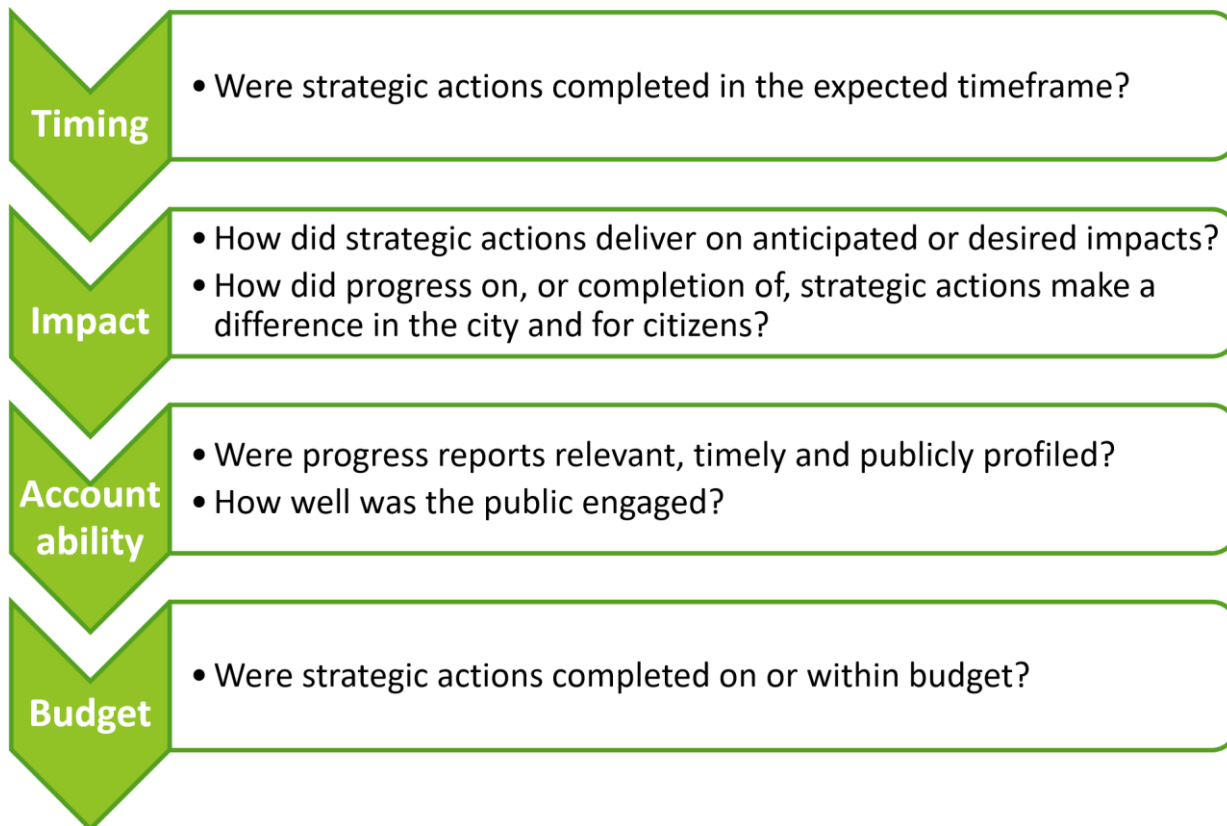 Timing
• Were strategic actions completed in the expected timeframe?
Impact
• How did strategic actions deliver on anticipated or desired impacts?
• How did progress on, or completion of, strategic actions make a
difference in the city and for citizens?
Account
ability
• Were progress reports relevant, timely and publicly profiled?
• How well was the public engaged?
Budget
• Were strategic actions completed on or within budget?